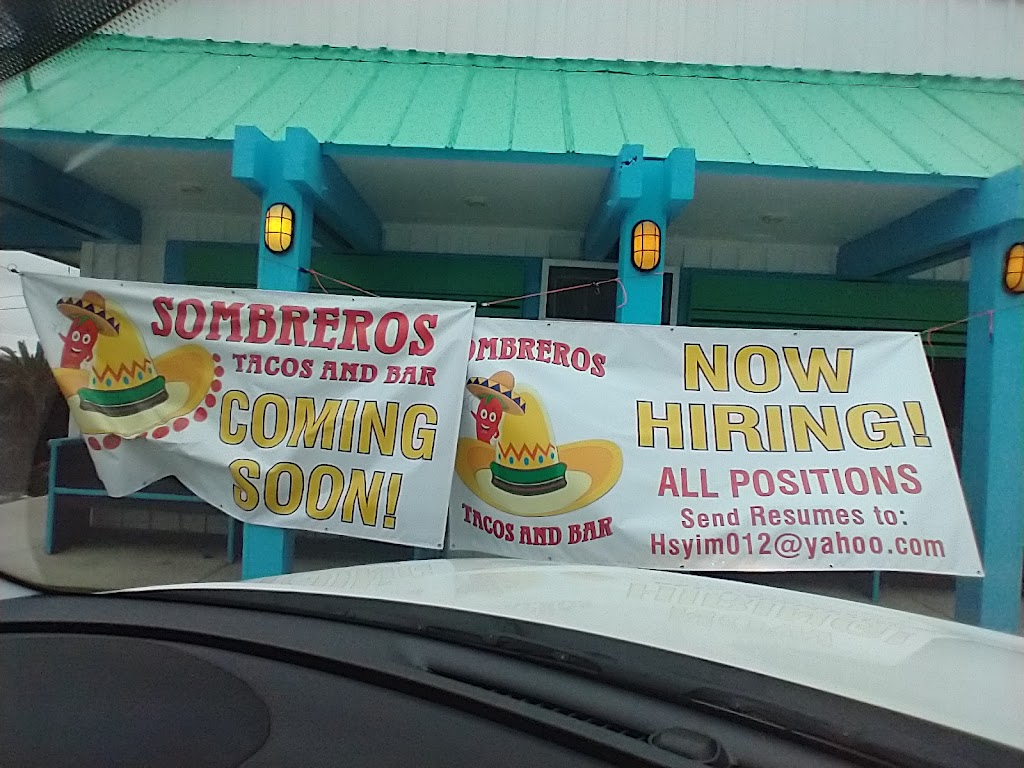 SOMBREROS
TACOS AND BAR
COMING
SOON!
OMBREROS
TACOS AND BAR
NOW
HIRING!
ALL POSITIONS
Send Resumes to:
Hsyim012@yahoo.com